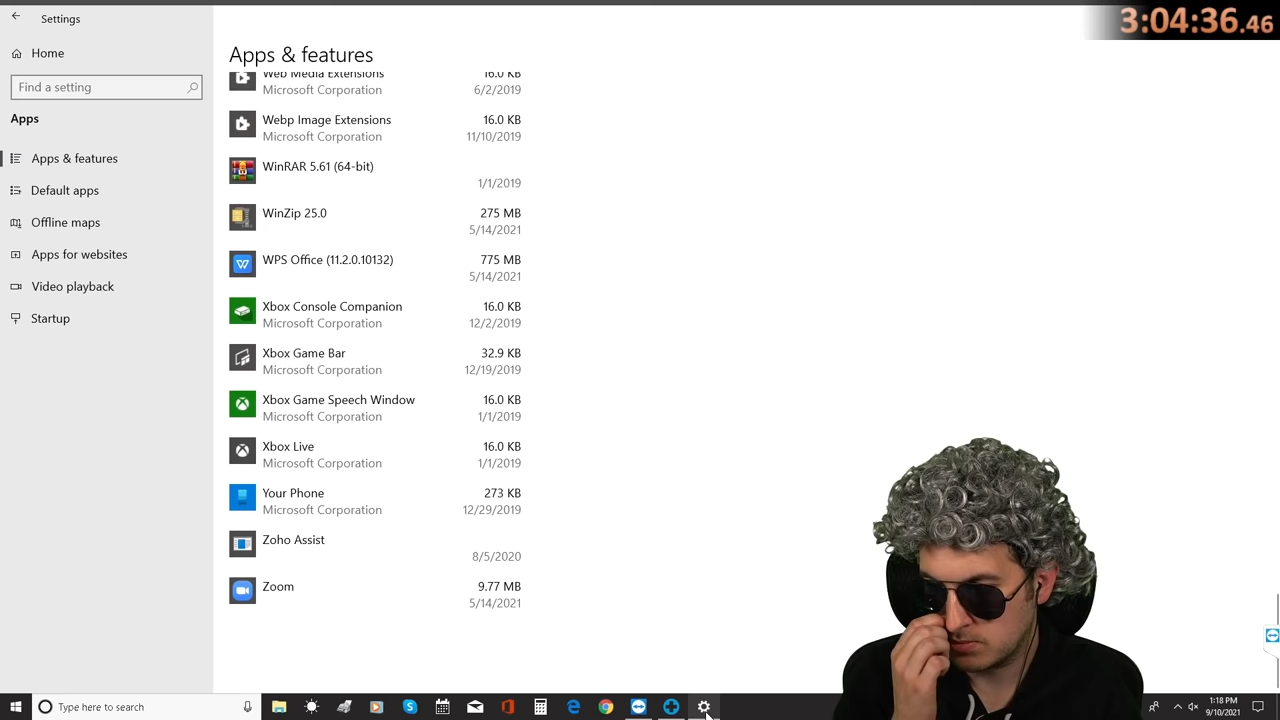 Settings
3:04:36.46
Home
Find a setting
Apps
Apps & features
Default apps
Offline maps
Apps for websites
Video playback
Startup
Apps & features
Web Media Extensions 16.0 KB
Microsoft Corporation 6/2/2019
Webp Image Extensions 16.0 KB
Microsoft Corporation 11/10/2019
WinRAR 5.61 (64-bit)
1/1/2019
WinZip 25.0 275 MB
5/14/2021
WPS Office (11.2.0.10132) 775 MB
5/14/2021
Xbox Console Companion 16.0 KB
Microsoft Corporation 12/2/2019
Xbox Game Bar 32.9 KB
Microsoft Corporation 12/19/2019
Xbox Game Speech Window 16.0 KB
Microsoft Corporation 1/1/2019
Xbox Live 16.0 KB
Microsoft Corporation 1/1/2019
Your Phone 273 KB
Microsoft Corporation 12/29/2019
Zoho Assist
8/5/2020
Zoom 9.77 MB
5/14/2021
Type here to search
1:18 PM
9/10/2021